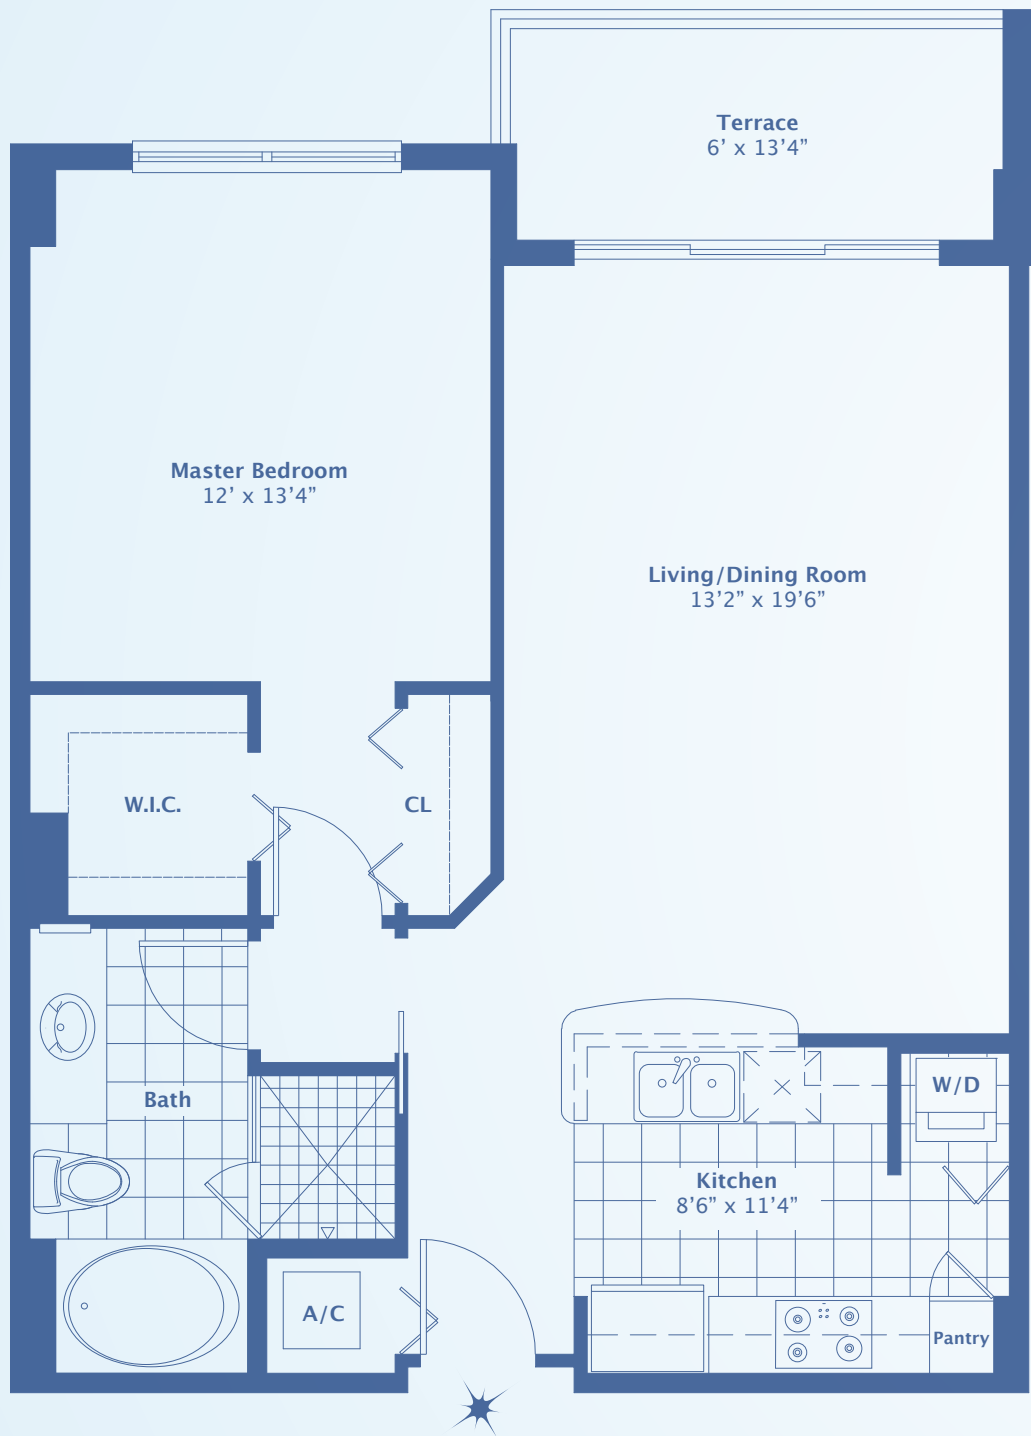 Terrace
6’ x 13’4”
Master Bedroom
12’ x 13’4”
Living/Dining Room
13’2” x 19’6”
W.I.C.
CL
Bath
W/D
Kitchen
8’6” x 11’4”
A/C
Pantry